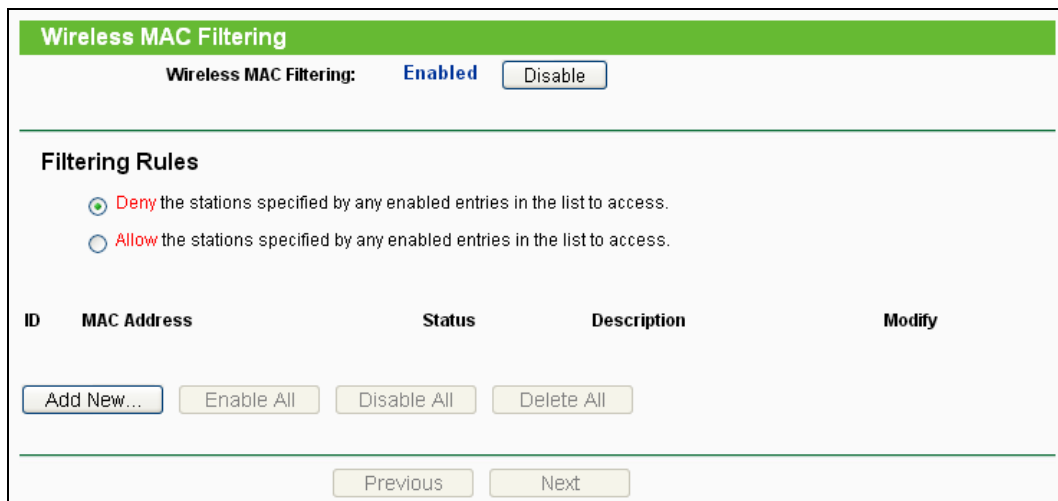 Wireless MAC Filtering
Wireless MAC Filtering: Enabled Disable
Filtering Rules
Deny the stations specified by any enabled entries in the list to access.
Allow the stations specified by any enabled entries in the list to access.
ID MAC Address Status Description Modify
Add New... Enable All Disable All Delete All
Previous Next